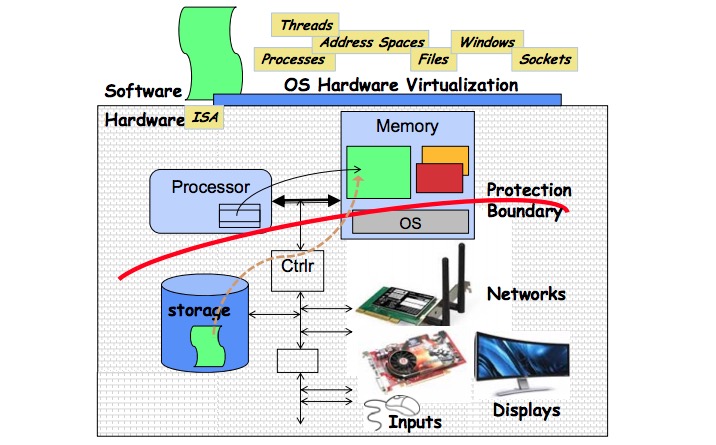 Threads
Address Spaces
Windows
Processes
Files
Sockets
OS Hardware Virtualization
Software
Hardware
ISA
Memory
Processor
Protection
Boundary
OS
Ctrlr
storage
Networks
Displays
Inputs